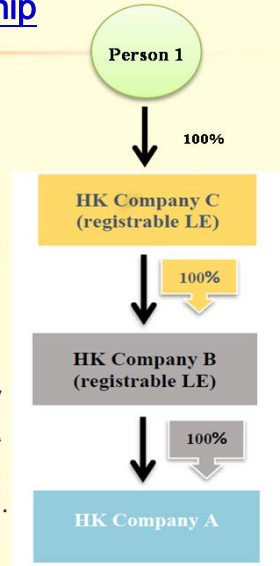 hip
Person 1
100%
HK Company C
(registrable LE)
100%
HK Company B
(registrable LE)
100%
HK Company A